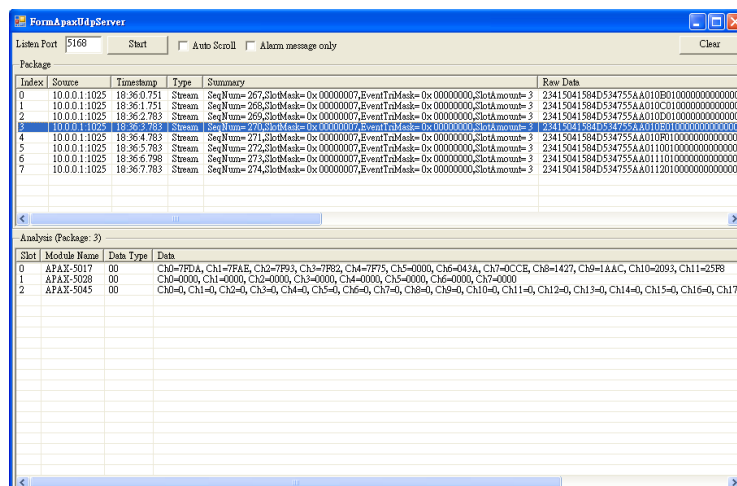 FormApaxUdpServer
Listen Port 5168 Start Auto Scroll Alarm message only Clear
Package
Index Source Timestamp Type Summary Raw Data
0 10.0.0.1:1025 18:36:0.751 Stream SeqNum= 267,SlotMask= 0x 00000007,EventTriMask= 0x 00000000,SlotAmount= 3 23415041584D534755AA010B01000000000000
1 10.0.0.1:1025 18:36:1.751 Stream SeqNum= 268,SlotMask= 0x 00000007,EventTriMask= 0x 00000000,SlotAmount= 3 23415041584D534755AA010C01000000000000
2 10.0.0.1:1025 18:36:2.783 Stream SeqNum= 269,SlotMask= 0x 00000007,EventTriMask= 0x 00000000,SlotAmount= 3 23415041584D534755AA010D01000000000000
3 10.0.0.1:1025 18:36:3.783 Stream SeqNum= 270,SlotMask= 0x 00000007,EventTriMask= 0x 00000000,SlotAmount= 3 23415041584D534755AA010E01000000000000
4 10.0.0.1:1025 18:36:4.783 Stream SeqNum= 271,SlotMask= 0x 00000007,EventTriMask= 0x 00000000,SlotAmount= 3 23415041584D534755AA010F01000000000000
5 10.0.0.1:1025 18:36:5.783 Stream SeqNum= 272,SlotMask= 0x 00000007,EventTriMask= 0x 00000000,SlotAmount= 3 23415041584D534755AA011001000000000000
6 10.0.0.1:1025 18:36:6.798 Stream SeqNum= 273,SlotMask= 0x 00000007,EventTriMask= 0x 00000000,SlotAmount= 3 23415041584D534755AA011101000000000000
7 10.0.0.1:1025 18:36:7.783 Stream SeqNum= 274,SlotMask= 0x 00000007,EventTriMask= 0x 00000000,SlotAmount= 3 23415041584D534755AA011201000000000000
Analysis (Package: 3)
Slot Module Name Data Type Data
0 APAX-5017 00 Ch0=7FDA, Ch1=7FAE, Ch2=7F93, Ch3=7F82, Ch4=7F75, Ch5=0000, Ch6=043A, Ch7=0CCE, Ch8=1427, Ch9=1AAC, Ch10=2093, Ch11=25F8
1 APAX-5028 00 Ch0=0000, Ch1=0000, Ch2=0000, Ch3=0000, Ch4=0000, Ch5=0000, Ch6=0000, Ch7=0000
2 APAX-5045 00 Ch0=0, Ch1=0, Ch2=0, Ch3=0, Ch4=0, Ch5=0, Ch6=0, Ch7=0, Ch8=0, Ch9=0, Ch10=0, Ch11=0, Ch12=0, Ch13=0, Ch14=0, Ch15=0, Ch16=0, Ch17